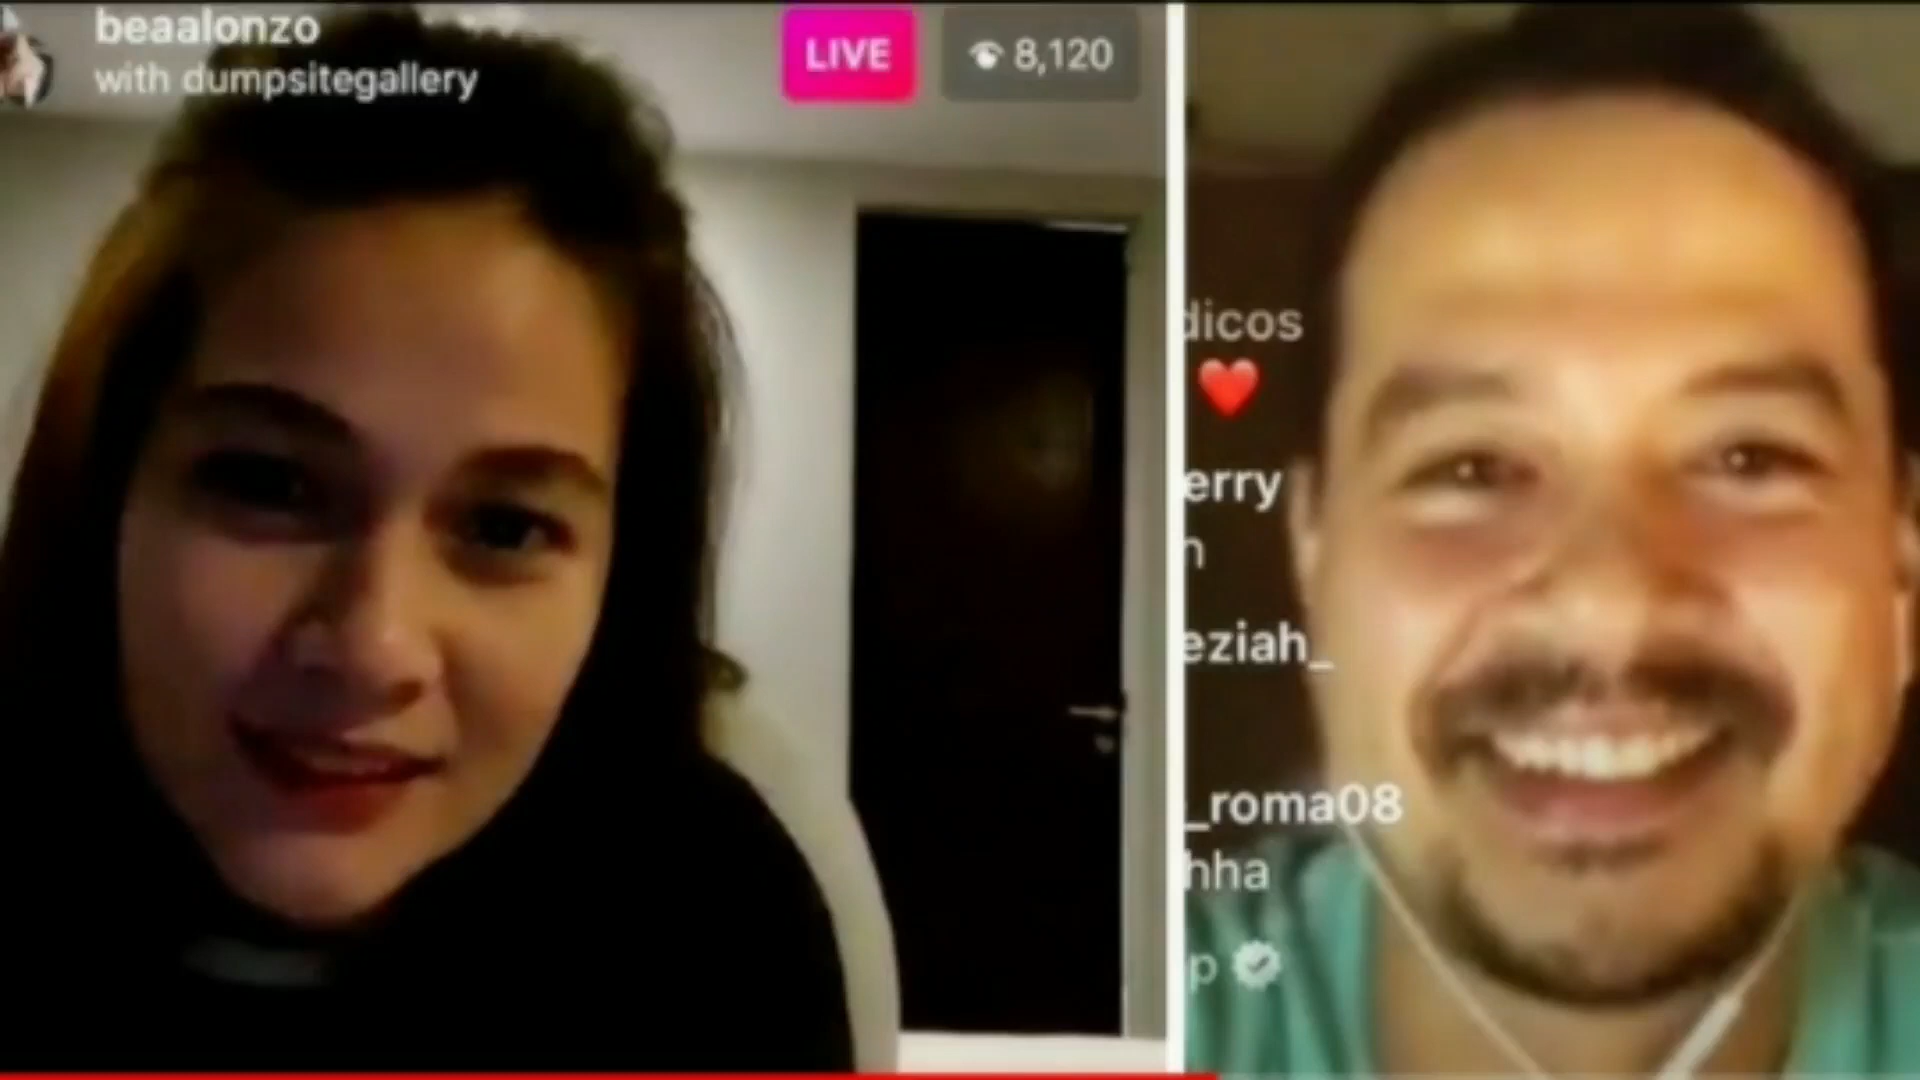 beaalonzo
with dumpsitegallery
LIVE
8,120
dicos
erry
n
eziah_
_roma08
hha
p